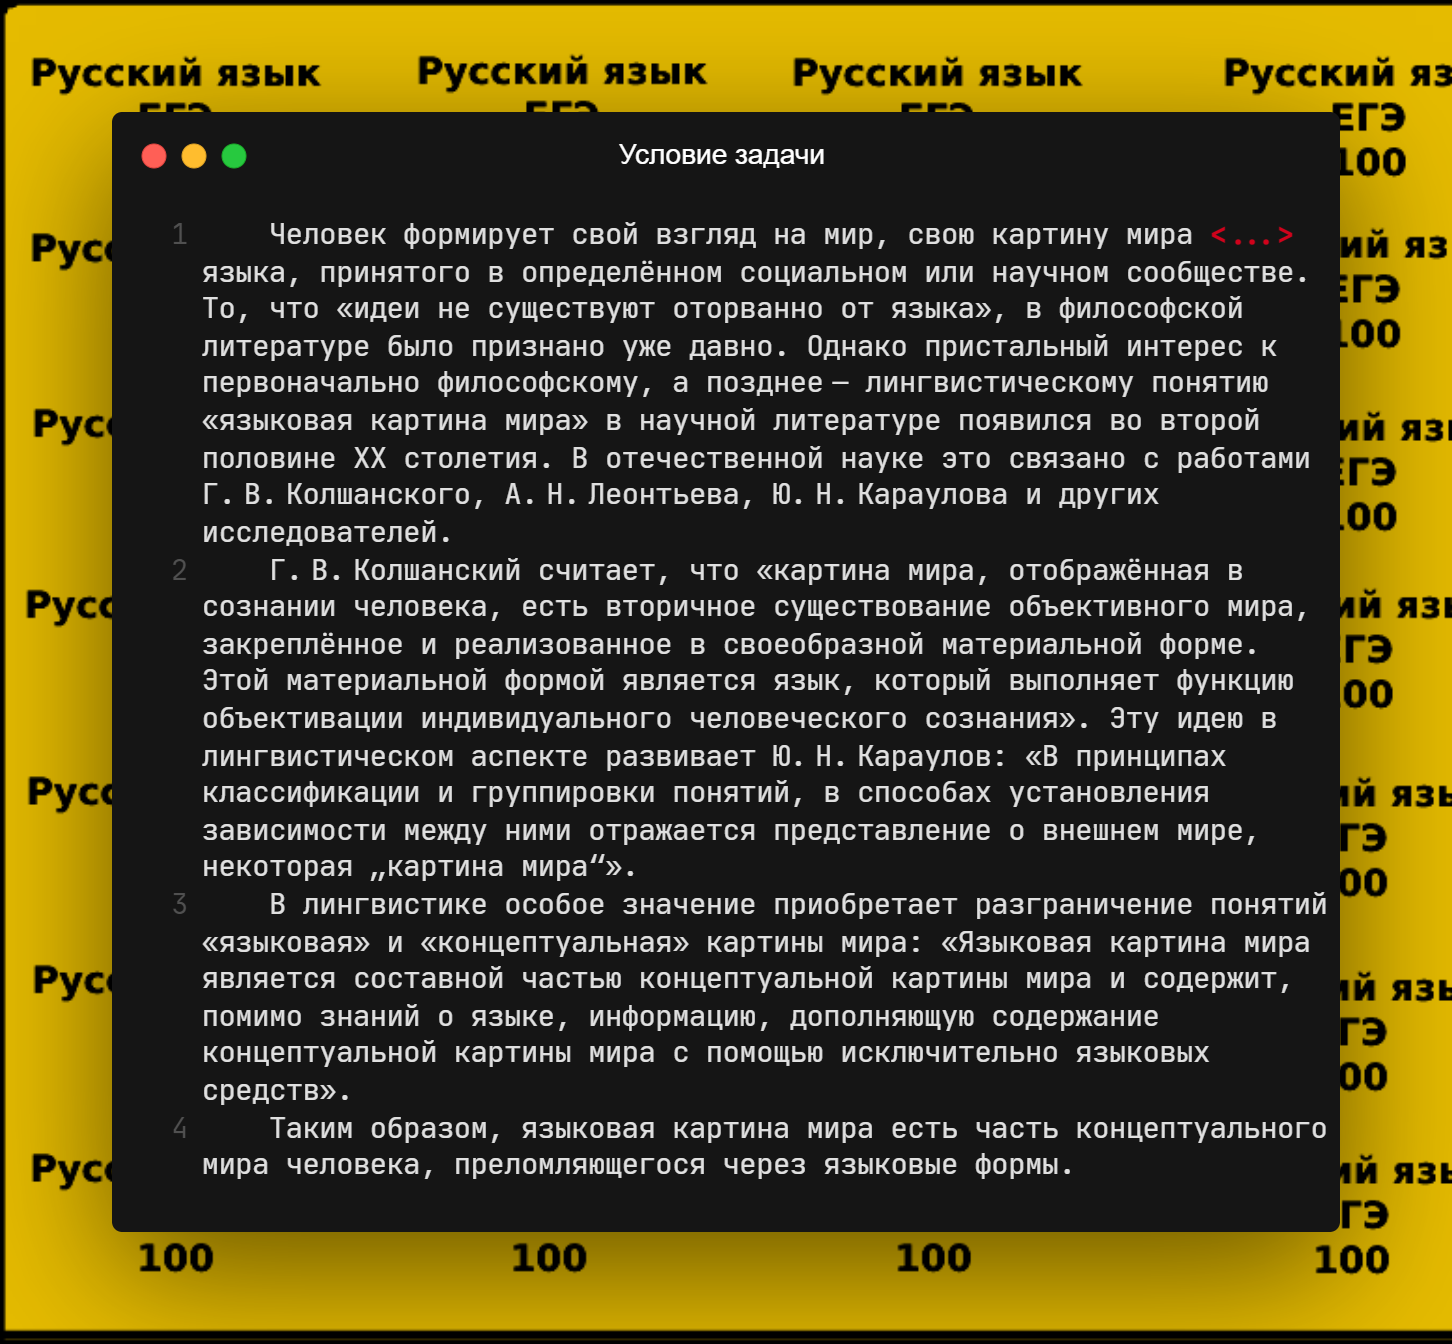 Русский язык Русский язык Русский язык Русский яз
ЕГЭ ЕГЭ ЕГЭ ЕГЭ
100
Условие задачи
1 Человек формирует свой взгляд на мир, свою картину мира <...>
языка, принятого в определённом социальном или научном сообществе.
То, что «идеи не существуют оторванно от языка», в философской
литературе было признано уже давно. Однако пристальный интерес к
первоначально философскому, а позднее — лингвистическому понятию
«языковая картина мира» в научной литературе появился во второй
половине XX столетия. В отечественной науке это связано с работами
Г. В. Колшанского, А. Н. Леонтьева, Ю. Н. Караулова и других
исследователей.
2 Г. В. Колшанский считает, что «картина мира, отображённая в
сознании человека, есть вторичное существование объективного мира,
закреплённое и реализованное в своеобразной материальной форме.
Этой материальной формой является язык, который выполняет функцию
объективации индивидуального человеческого сознания». Эту идею в
лингвистическом аспекте развивает Ю. Н. Караулов: «В принципах
классификации и группировки понятий, в способах установления
зависимости между ними отражается представление о внешнем мире,
некоторая „картина мира“».
3 В лингвистике особое значение приобретает разграничение понятий
«языковая» и «концептуальная» картины мира: «Языковая картина мира
является составной частью концептуальной картины мира и содержит,
помимо знаний о языке, информацию, дополняющую содержание
концептуальной картины мира с помощью исключительно языковых
средств».
4 Таким образом, языковая картина мира есть часть концептуального
мира человека, преломляющегося через языковые формы.
100 100 100 100